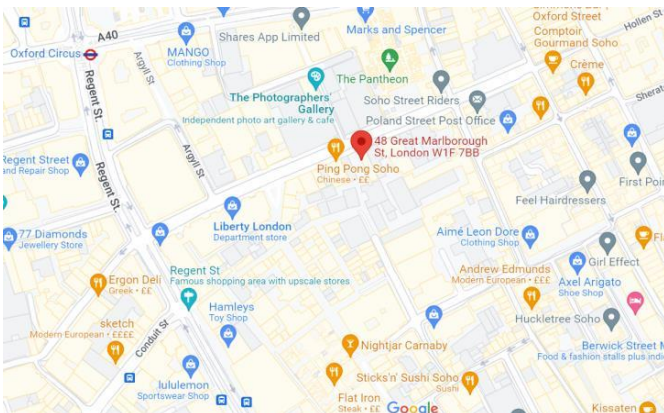 A40
Oxford Circus
Argyll St
MANGO
Clothing Shop
Shares App Limited
Marks and Spencer
Oxford Street
Comptoir
Gourmand Soho
Hollen St
Crème
The Pantheon
The Photographers'
Gallery
Independent photo art gallery & cafe
Soho Street Riders
Poland Street Post Office
Regent St.
Argyll St
48 Great Marlborough
St, London W1F 7BB
Ping Pong Soho
Chinese • ££
Regent Street
and Repair Shop
Regent St.
Feel Hairdressers
First Poin
Liberty London
Department store
77 Diamonds
Jewellery Store
Aimé Leon Dore
Clothing Shop
Girl Effect
Ergon Deli
Greek • ££
Regent St
Famous shopping area with upscale stores
Andrew Edmunds
Modern European • £££
Axel Arigato
Shoe Shop
Hamleys
Toy Shop
sketch
Modern European • ££££
Conduit St
Huckletree Soho
Nightjar Carnaby
Berwick Street M
Food & fashion stalls plus indi
lululemon
Sportswear Shop
Sticks'n' Sushi Soho
Sushi
Flat Iron
Steak • ££
Google
Kissaten